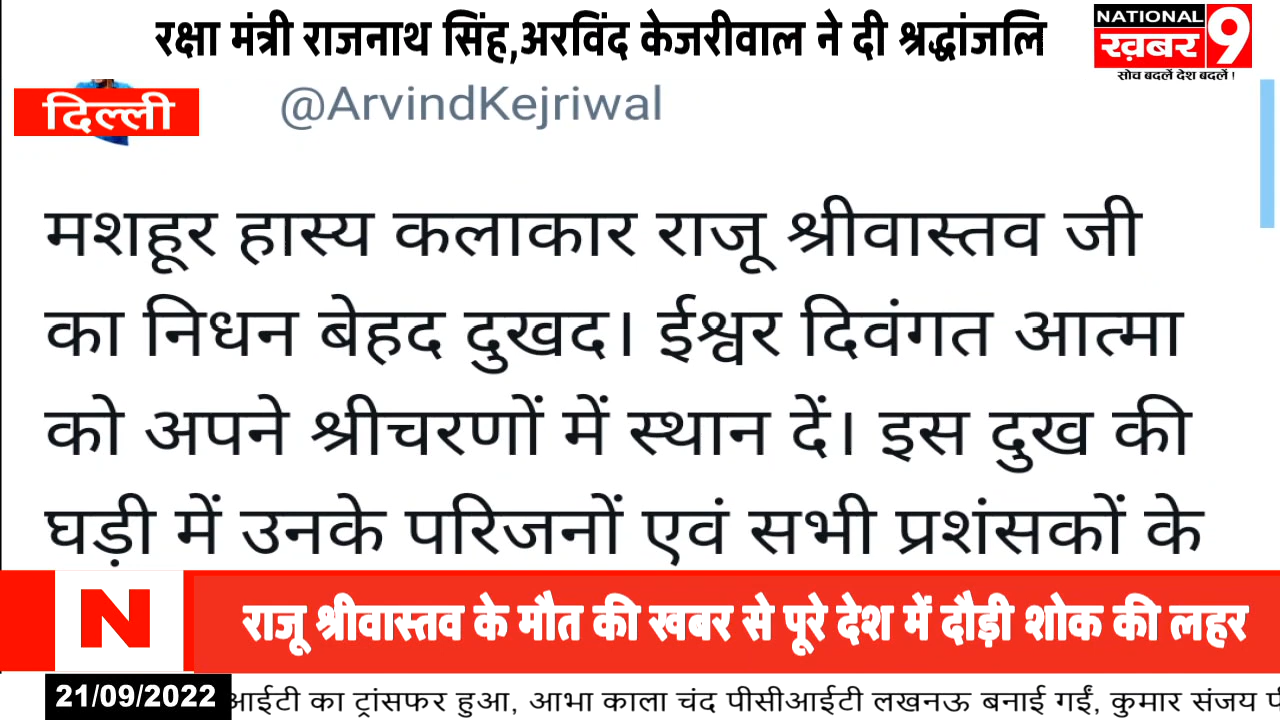 रक्षा मंत्री राजनाथ सिंह,अरविंद केजरीवाल ने दी श्रद्धांजलि
NATIONAL
ख़बर 9
सोच बदलें देश बदलें !
दिल्ली
@ArvindKejriwal
मशहूर हास्य कलाकार राजू श्रीवास्तव जी
का निधन बेहद दुखद। ईश्वर दिवंगत आत्मा
को अपने श्रीचरणों में स्थान दें। इस दुख की
घड़ी में उनके परिजनों एवं सभी प्रशंसकों के
N
राजू श्रीवास्तव के मौत की खबर से पूरे देश में दौड़ी शोक की लहर
21/09/2022
आईटी का ट्रांसफर हुआ, आभा काला चंद पीसीआईटी लखनऊ बनाई गईं, कुमार संजय